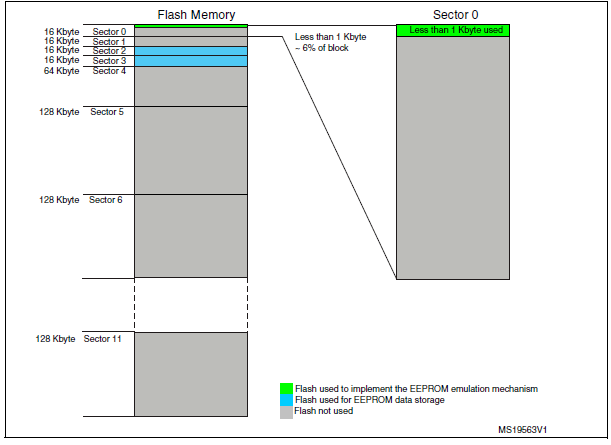 Flash Memory
Sector 0
16 Kbyte Sector 0
16 Kbyte Sector 1
16 Kbyte Sector 2
16 Kbyte Sector 3
64 Kbyte Sector 4
128 Kbyte Sector 5
128 Kbyte Sector 6
128 Kbyte Sector 11
Less than 1 Kbyte
~ 6% of block
Less than 1 Kbyte used
Flash used to implement the EEPROM emulation mechanism
Flash used for EEPROM data storage
Flash not used
MS19563V1